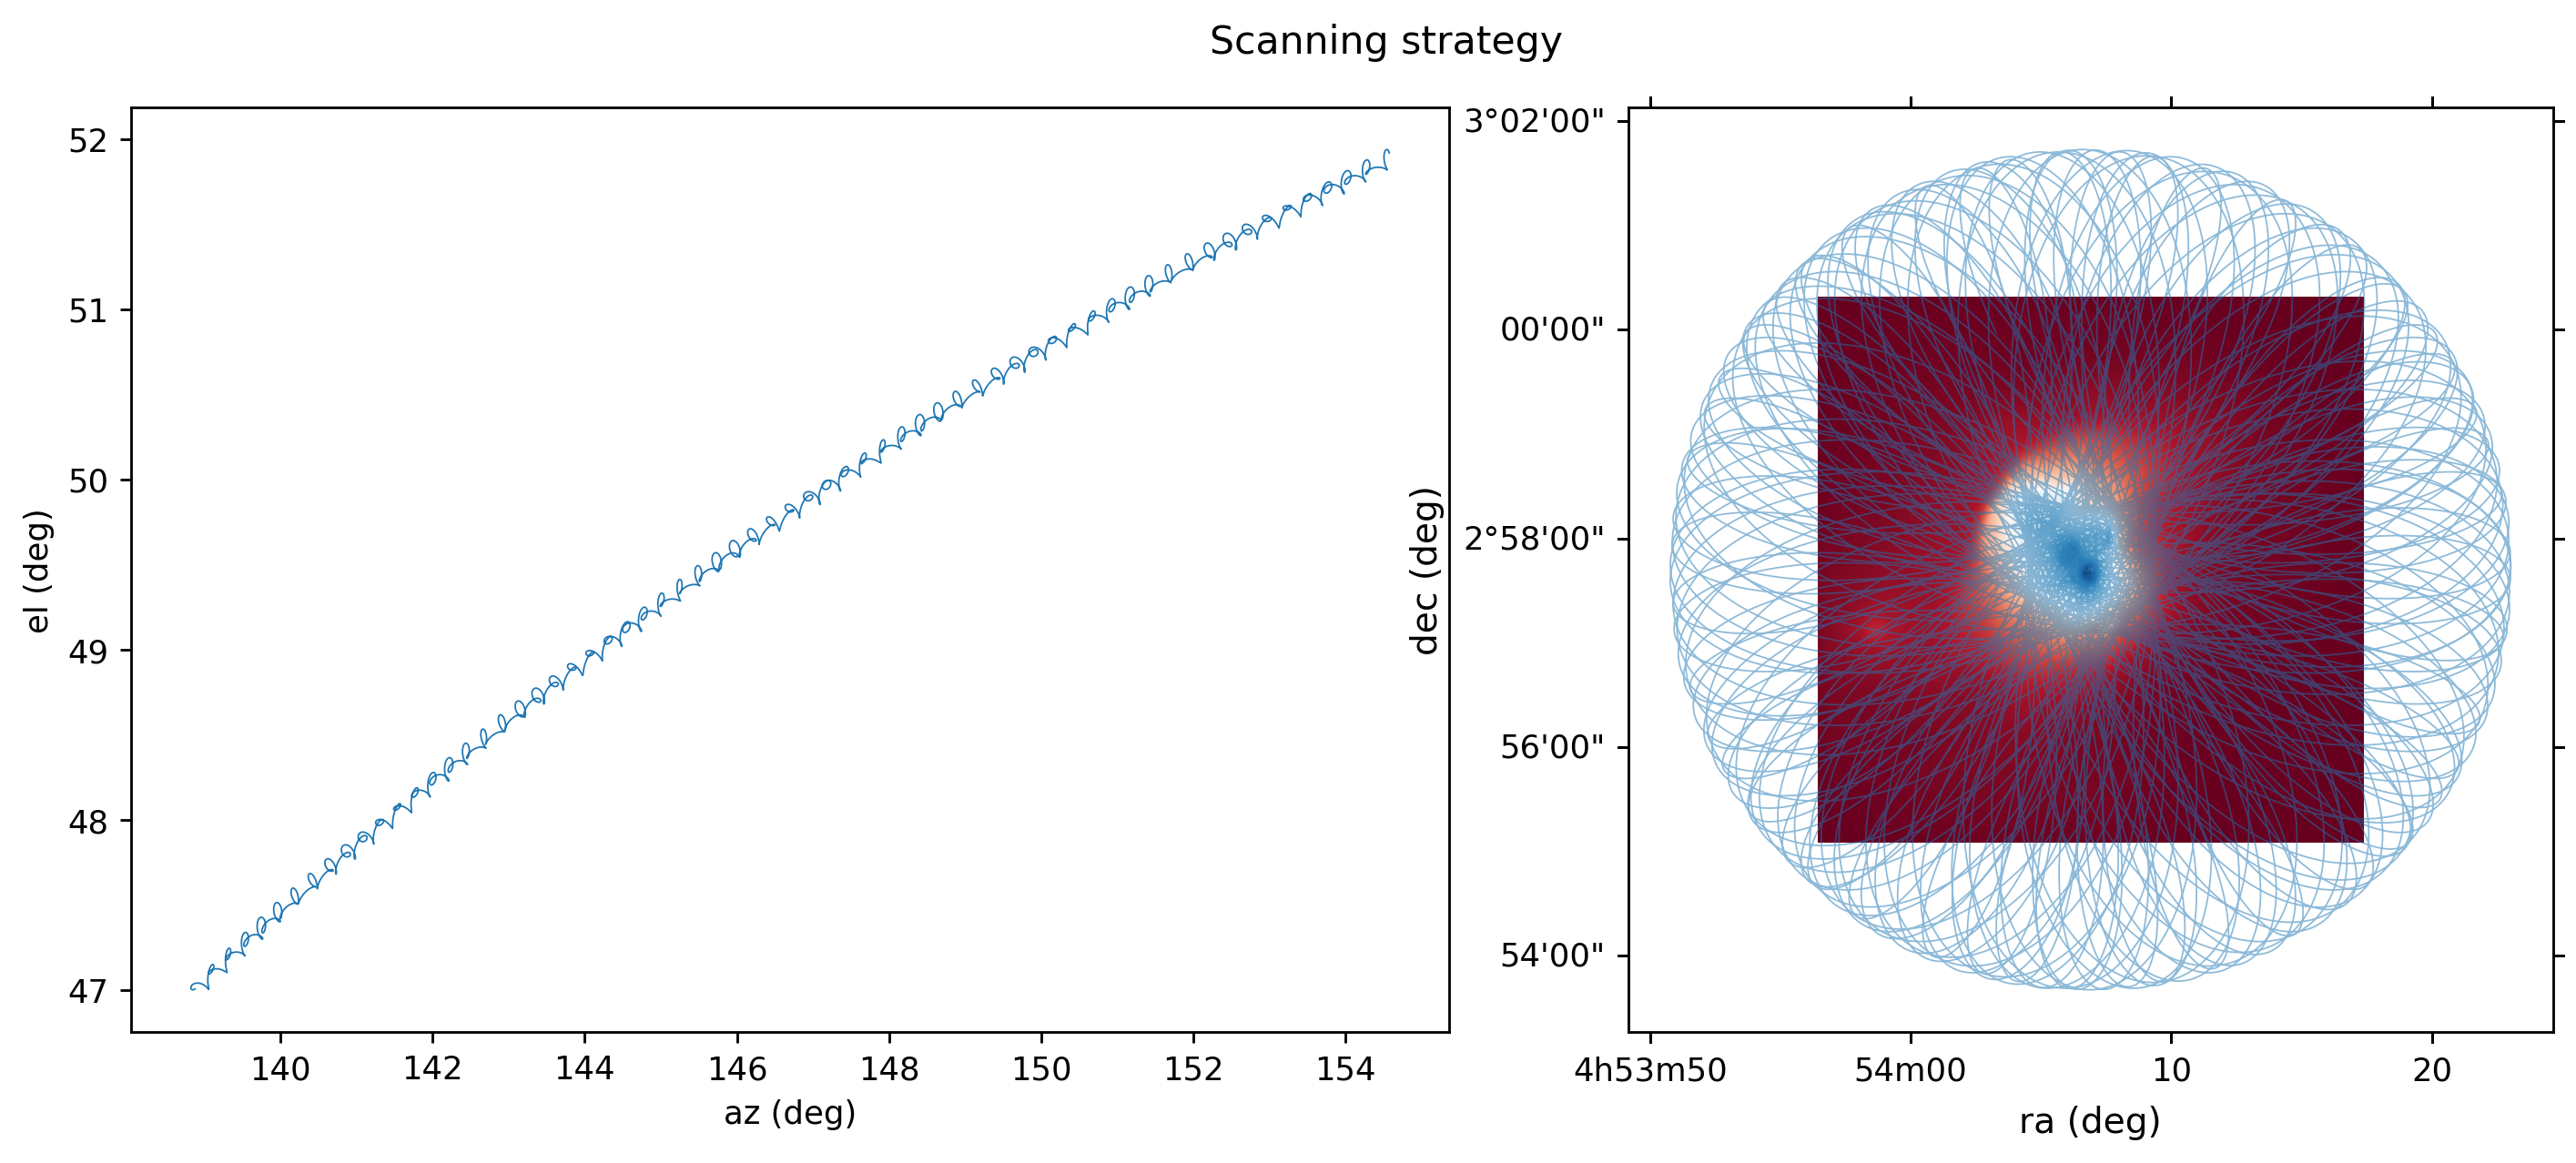 Scanning strategy
52
51
50
49
48
47
el (deg)
140 142 144 146 148 150 152 154
az (deg)
3°02'00"
00'00"
2°58'00"
56'00"
54'00"
dec (deg)
4h53m50 54m00 10 20
ra (deg)